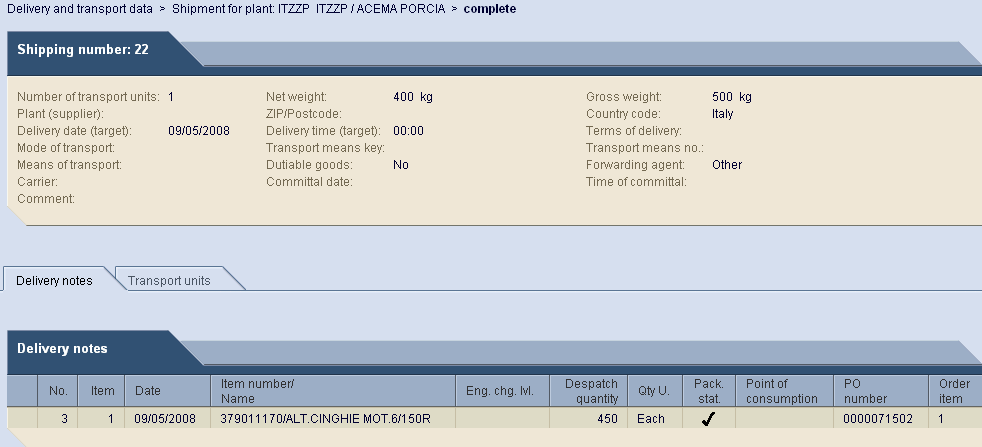 Delivery and transport data > Shipment for plant: ITZZP ITZZP / ACEMA PORCIA > complete
Shipping number: 22
Number of transport units: 1 Net weight: 400 kg Gross weight: 500 kg
Plant (supplier): ZIP/Postcode: Country code: Italy
Delivery date (target): 09/05/2008 Delivery time (target): 00:00 Terms of delivery:
Mode of transport: Transport means key: Transport means no.:
Means of transport: Dutiable goods: No Forwarding agent: Other
Carrier: Committal date: Time of committal:
Comment:
Delivery notes Transport units
Delivery notes
No. Item Date Item number/ Name Eng. chg. lvl. Despatch quantity Qty U. Pack. stat. Point of consumption PO number Order item
3 1 09/05/2008 379011170/ALT.CINGHIE MOT.6/150R 450 Each ✓ 0000071502 1